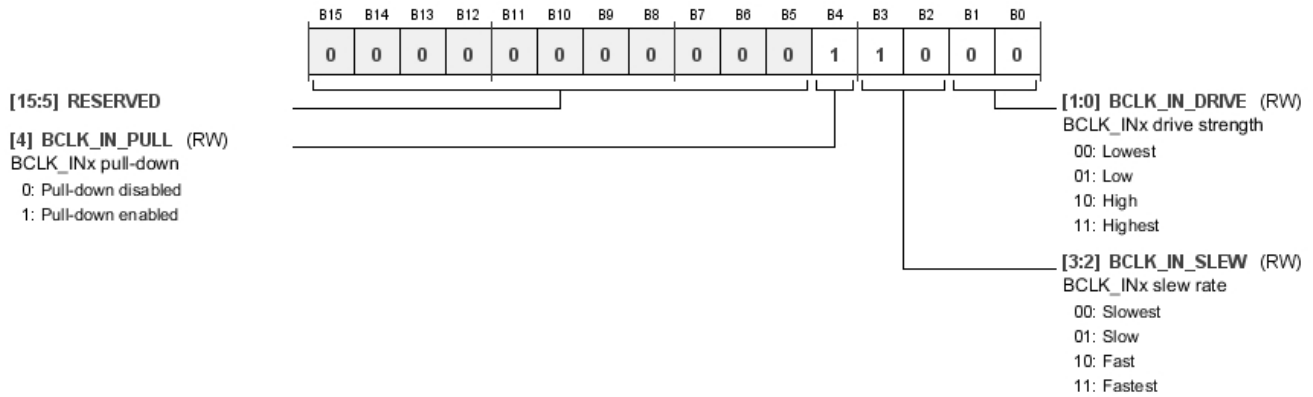 B15 B14 B13 B12 B11 B10 B9 B8 B7 B6 B5 B4 B3 B2 B1 B0
0 0 0 0 0 0 0 0 0 0 0 1 1 0 0 0
[15:5] RESERVED
[4] BCLK_IN_PULL (RW)
BCLK_INx pull-down
0: Pull-down disabled
1: Pull-down enabled
[1:0] BCLK_IN_DRIVE (RW)
BCLK_INx drive strength
00: Lowest
01: Low
10: High
11: Highest
[3:2] BCLK_IN_SLEW (RW)
BCLK_INx slew rate
00: Slowest
01: Slow
10: Fast
11: Fastest